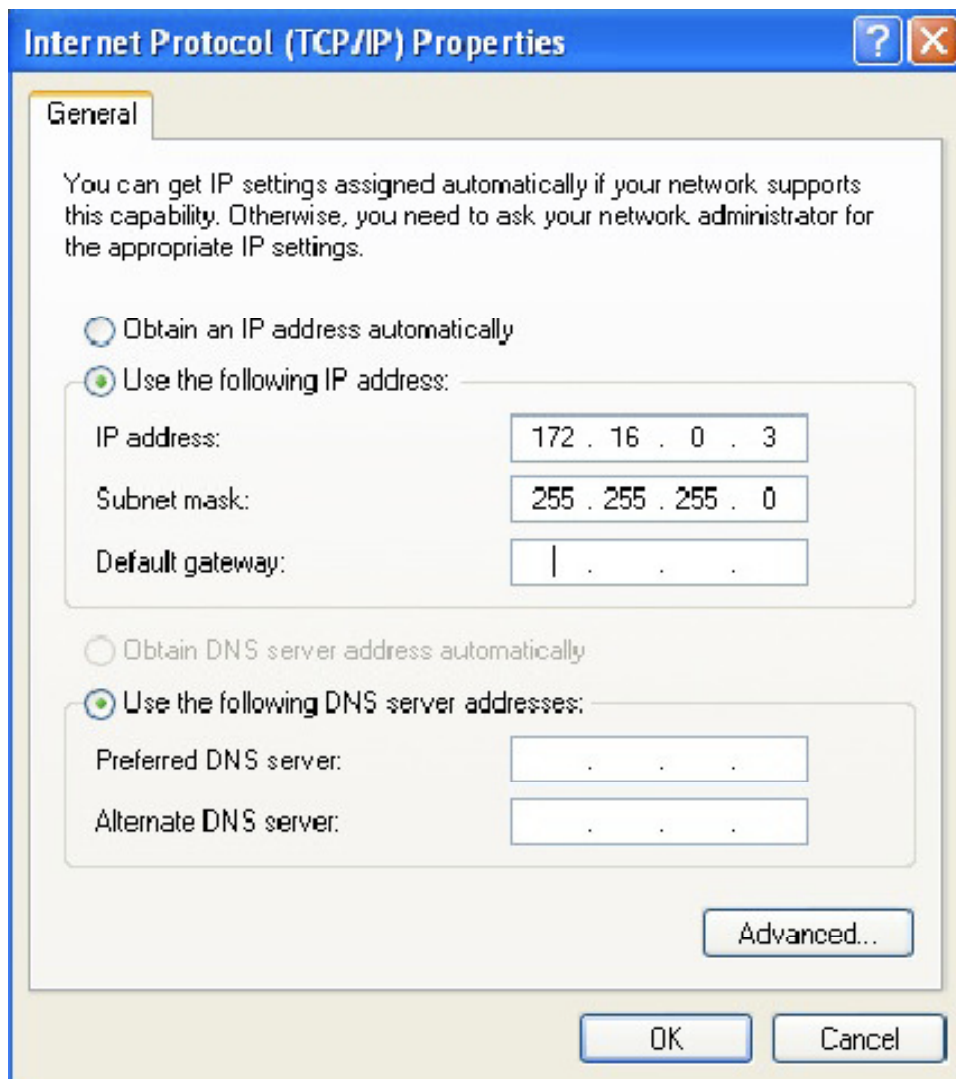 Internet Protocol (TCP/IP) Properties
General
You can get IP settings assigned automatically if your network supports
this capability. Otherwise, you need to ask your network administrator for
the appropriate IP settings.
Obtain an IP address automatically
Use the following IP address:
IP address: 172 . 16 . 0 . 3
Subnet mask: 255 . 255 . 255 . 0
Default gateway: . . .
Obtain DNS server address automatically
Use the following DNS server addresses:
Preferred DNS server: . . .
Alternate DNS server: . . .
Advanced...
OK Cancel